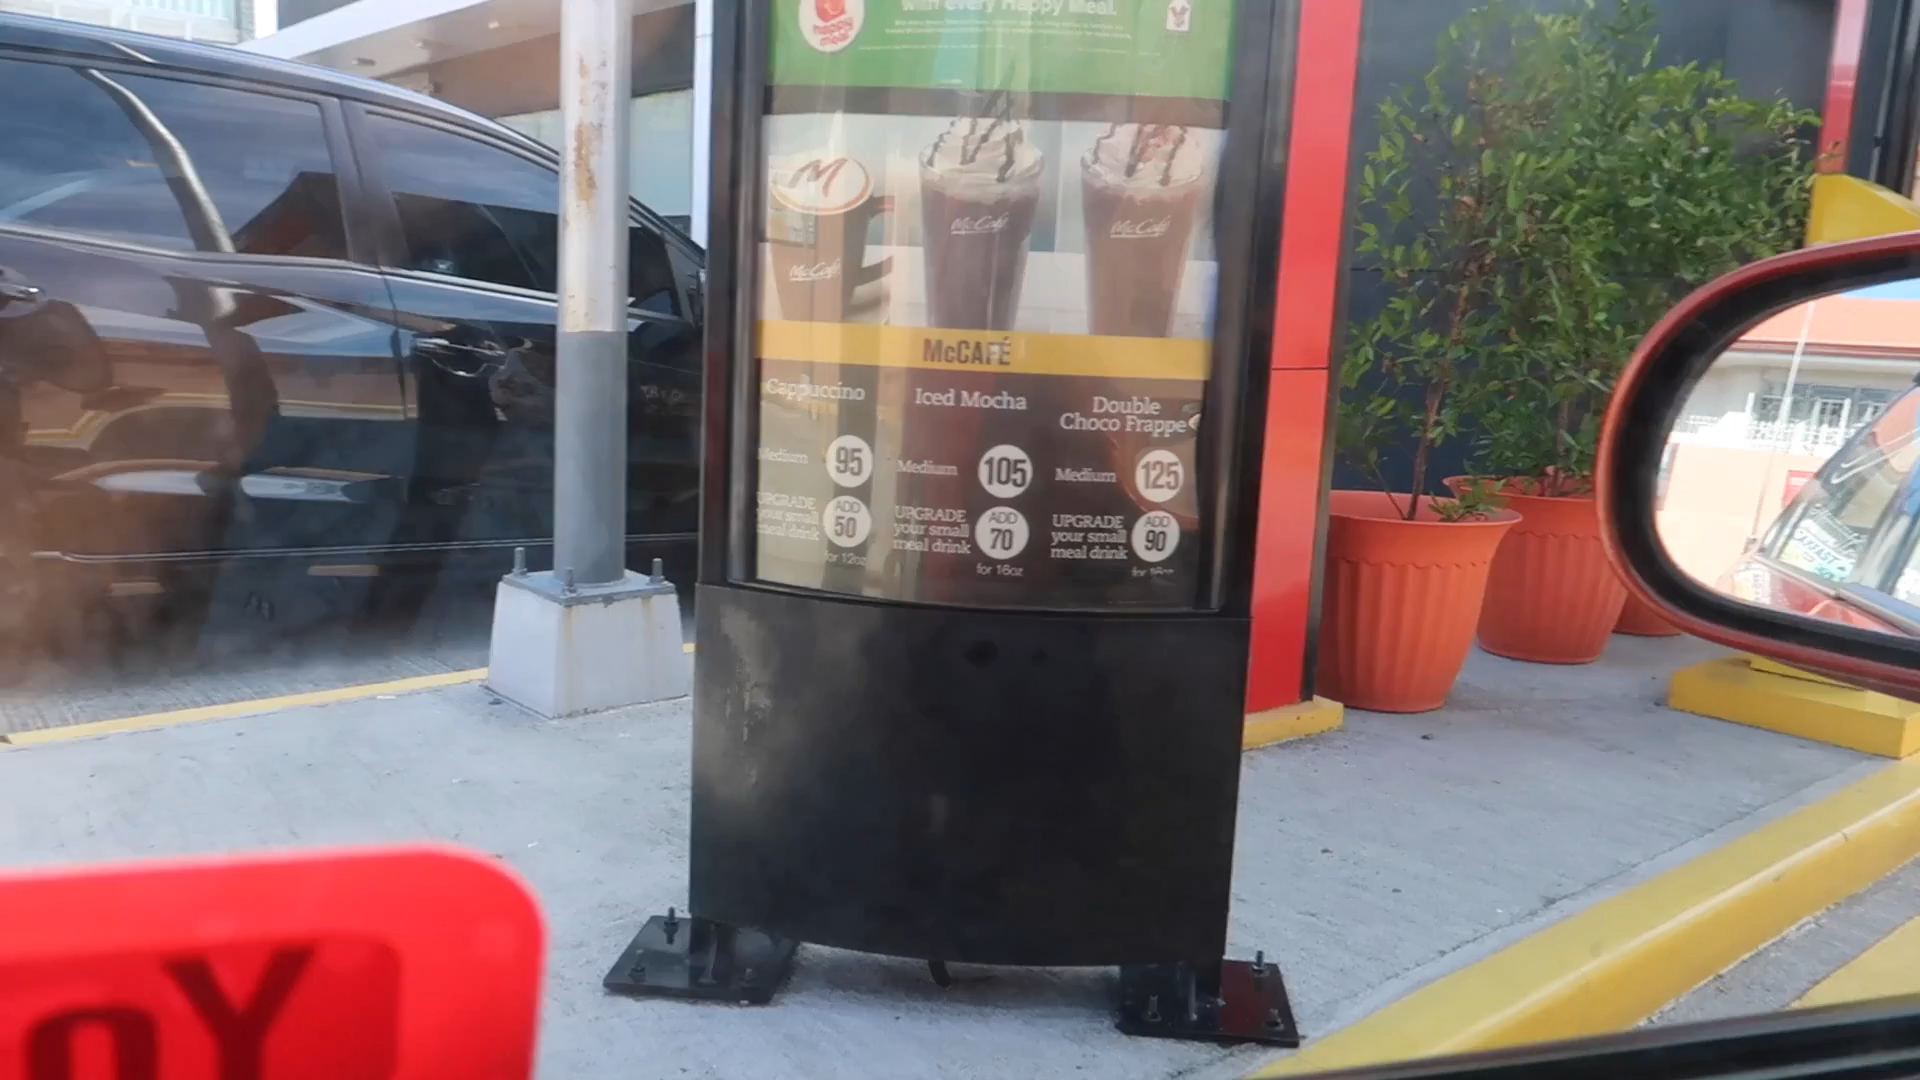 with every Happy Meal.
happy meal
M
McCafé
McCafé
McCafé
McCAFÉ
Cappuccino
Medium 95
UPGRADE your small meal drink ADD 50
for 12oz
Iced Mocha
Medium 105
UPGRADE your small meal drink ADD 70
for 16oz
Double
Choco Frappe
Medium 125
UPGRADE your small meal drink ADD 90
for 16oz